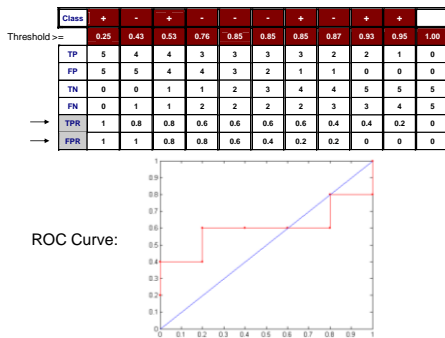 Class + - + - - - + - + +
Threshold >= 0.25 0.43 0.53 0.76 0.85 0.85 0.85 0.87 0.93 0.95 1.00
TP 5 4 4 3 3 3 3 2 2 1 0
FP 5 5 4 4 3 2 1 1 0 0 0
TN 0 0 1 1 2 3 4 4 5 5 5
FN 0 1 1 2 2 2 2 3 3 4 5
TPR 1 0.8 0.8 0.6 0.6 0.6 0.6 0.4 0.4 0.2 0
FPR 1 1 0.8 0.8 0.6 0.4 0.2 0.2 0 0 0
ROC Curve:
1
0.9
0.8
0.7
0.6
0.5
0.4
0.3
0.2
0.1
0
0 0.1 0.2 0.3 0.4 0.5 0.6 0.7 0.8 0.9 1